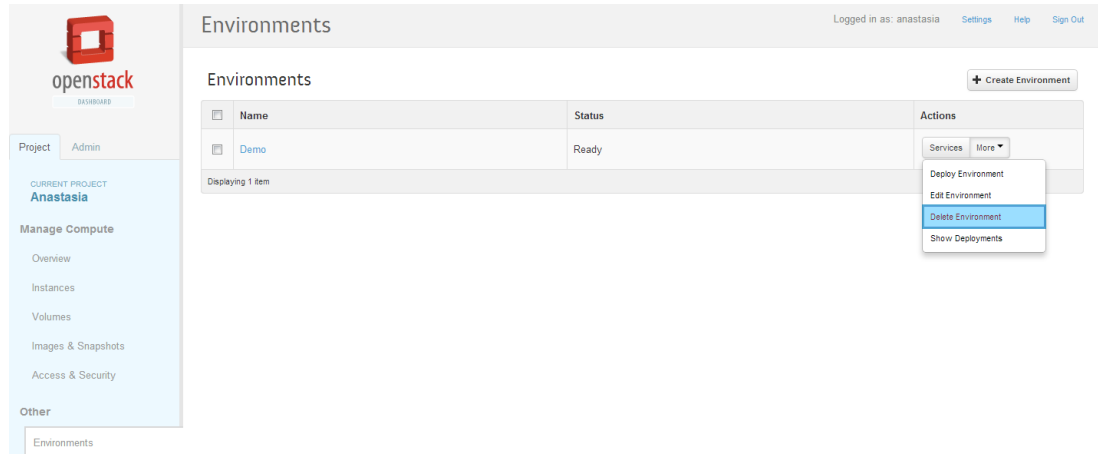 openstack
DASHBOARD
Project Admin
CURRENT PROJECT
Anastasia
Manage Compute
Overview
Instances
Volumes
Images & Snapshots
Access & Security
Other
Environments
Environments
Logged in as: anastasia Settings Help Sign Out
Environments
+ Create Environment
Name Status Actions
Demo Ready Services More
Displaying 1 item
Deploy Environment
Edit Environment
Delete Environment
Show Deployments